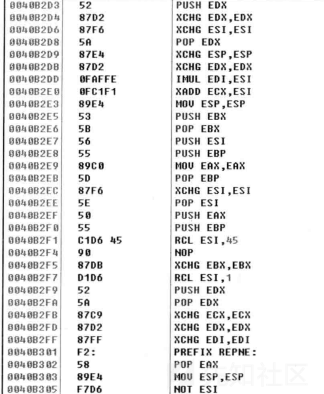 0040B2D3 52 PUSH EDX
0040B2D4 87D2 XCHG EDX,EDX
0040B2D6 87F6 XCHG ESI,ESI
0040B2D8 5A POP EDX
0040B2D9 87E4 XCHG ESP,ESP
0040B2DB 87D2 XCHG EDX,EDX
0040B2DD 0FAFFE IMUL EDI,ESI
0040B2E0 0FC1F1 XADD ECX,ESI
0040B2E3 89E4 MOV ESP,ESP
0040B2E5 53 PUSH EBX
0040B2E6 5B POP EBX
0040B2E7 56 PUSH ESI
0040B2E8 55 PUSH EBP
0040B2E9 89C0 MOV EAX,EAX
0040B2EB 5D POP EBP
0040B2EC 87F6 XCHG ESI,ESI
0040B2EE 5E POP ESI
0040B2EF 50 PUSH EAX
0040B2F0 55 PUSH EBP
0040B2F1 C1D6 45 RCL ESI,45
0040B2F4 90 NOP
0040B2F5 87DB XCHG EBX,EBX
0040B2F7 D1D6 RCL ESI,1
0040B2F9 52 PUSH EDX
0040B2FA 5A POP EDX
0040B2FB 87C9 XCHG ECX,ECX
0040B2FD 87D2 XCHG EDX,EDX
0040B2FF 87FF XCHG EDI,EDI
0040B301 F2: PREFIX REPNE:
0040B302 58 POP EAX
0040B303 89E4 MOV ESP,ESP
0040B305 F7D6 NOT ESI